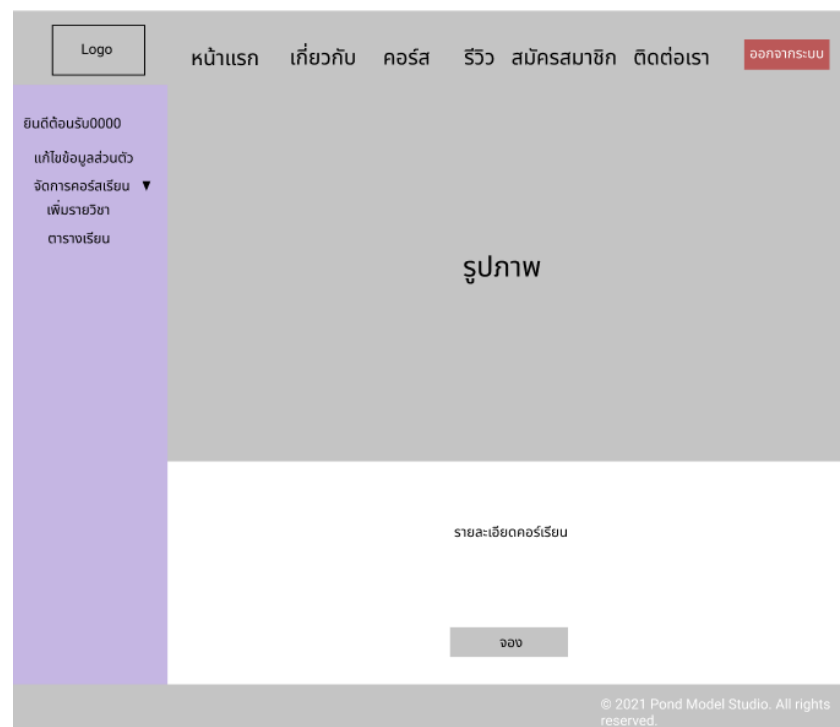 Logo
หน้าแรก เกี่ยวกับ คอร์ส รีวิว สมัครสมาชิก ติดต่อเรา ออกจากระบบ
ยินดีต้อนรับ0000
แก้ไขข้อมูลส่วนตัว
จัดการคอร์สเรียน ▼
เพิ่มรายวิชา
ตารางเรียน
รูปภาพ
รายละเอียดคอร์เรียน
จอง
© 2021 Pond Model Studio. All rights
reserved.